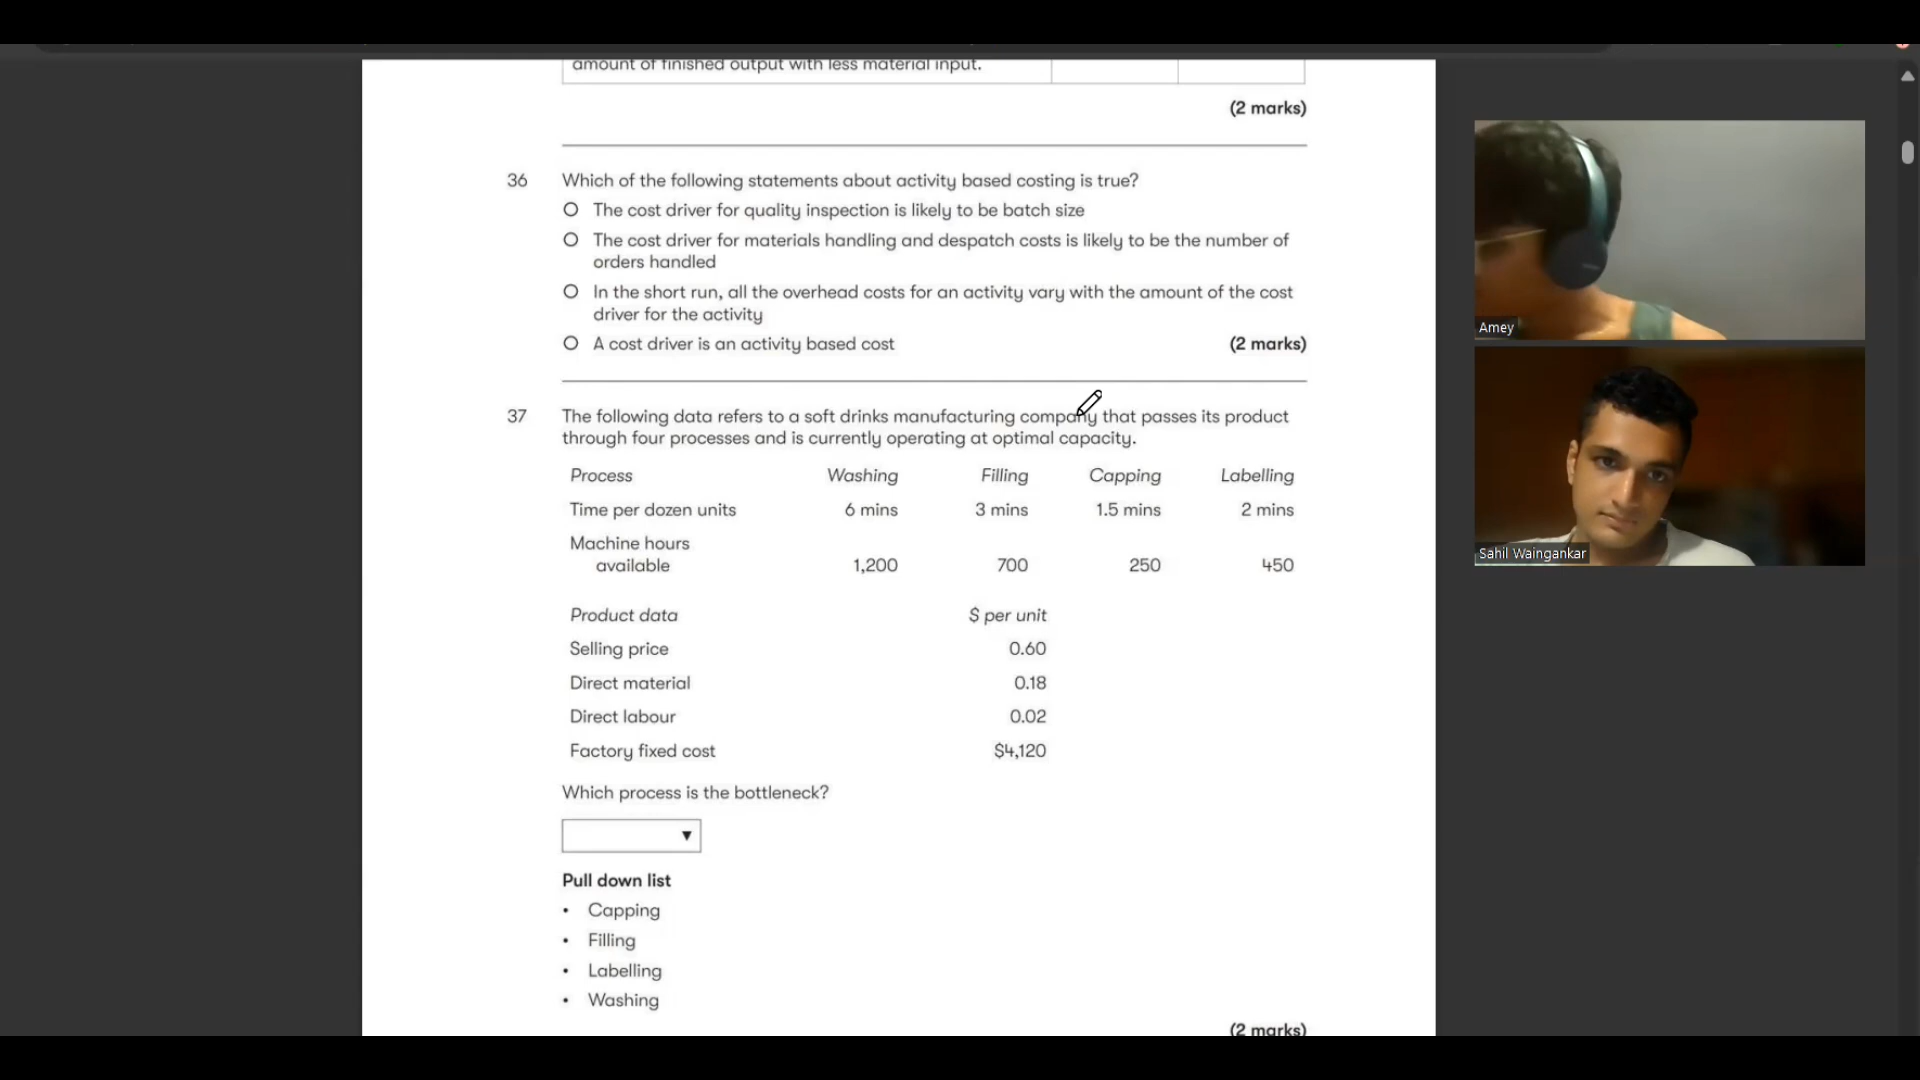 amount of finished output with less material input.
(2 marks)
36 Which of the following statements about activity based costing is true?
The cost driver for quality inspection is likely to be batch size
The cost driver for materials handling and despatch costs is likely to be the number of
orders handled
In the short run, all the overhead costs for an activity vary with the amount of the cost
driver for the activity
A cost driver is an activity based cost (2 marks)
37 The following data refers to a soft drinks manufacturing company that passes its product
through four processes and is currently operating at optimal capacity.
Process Washing Filling Capping Labelling
Time per dozen units 6 mins 3 mins 1.5 mins 2 mins
Machine hours
available 1,200 700 250 450
Product data $ per unit
Selling price 0.60
Direct material 0.18
Direct labour 0.02
Factory fixed cost $4,120
Which process is the bottleneck?
Pull down list
• Capping
• Filling
• Labelling
• Washing
(2 marks)
Amey
Sahil Waingankar